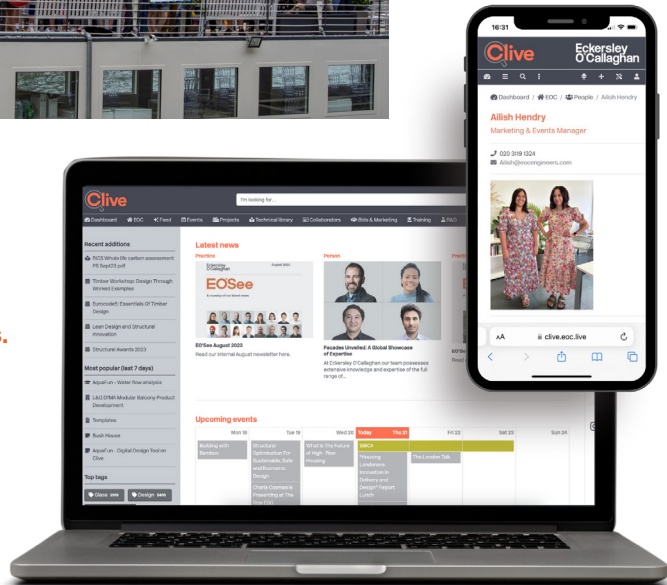 16:31
Clive
Eckersley
O'Callaghan
Dashboard / EOC / People / Ailish Hendry
Ailish Hendry
Marketing & Events Manager
020 3119 1324
Ailish@eocengineers.com
AA clive.eoc.live
s.
Clive
I'm looking for...
Dashboard EOC Feed Events Projects Technical library Collaborators Bids & Marketing Training R&D
Recent additions
RICS Whole life carbon assessment
PS Sept23.pdf
Timber Workshop: Design Through
Worked Examples
Eurocode5: Essentials Of Timber
Design
Lean Design and Structural
Innovation
Structural Awards 2023
Most popular (last 7 days)
AquaFun - Water flow analysis
L&Q DfMA Modular Balcony Product
Development
Templates
Bush House
AquaFun - Digital Design Tool on
Clive
Top tags
Glass
Design
Latest news
Practice
Eckersley
O'Callaghan
August 2023
EOSee
EO'See August 2023
Read our internal August newsletter here.
Person
Facades Unveiled: A Global Showcase
of Expertise
At Eckersley O'Callaghan our team possesses
extensive knowledge and expertise of the full
range of...
Upcoming events
Mon 18 Tue 19 Wed 20 Today Thu 21 Fri 22 Sat 23 Sun 24
Building with
Bamboo
Structural
Optimisation For
Sustainable, Safe
and Economic
Design
Charis Cosmas is
Presenting at The
What is The Future
of High-Rise
Housing
The London Talk
Innovation in
Delivery and
Design" Report
Lunch